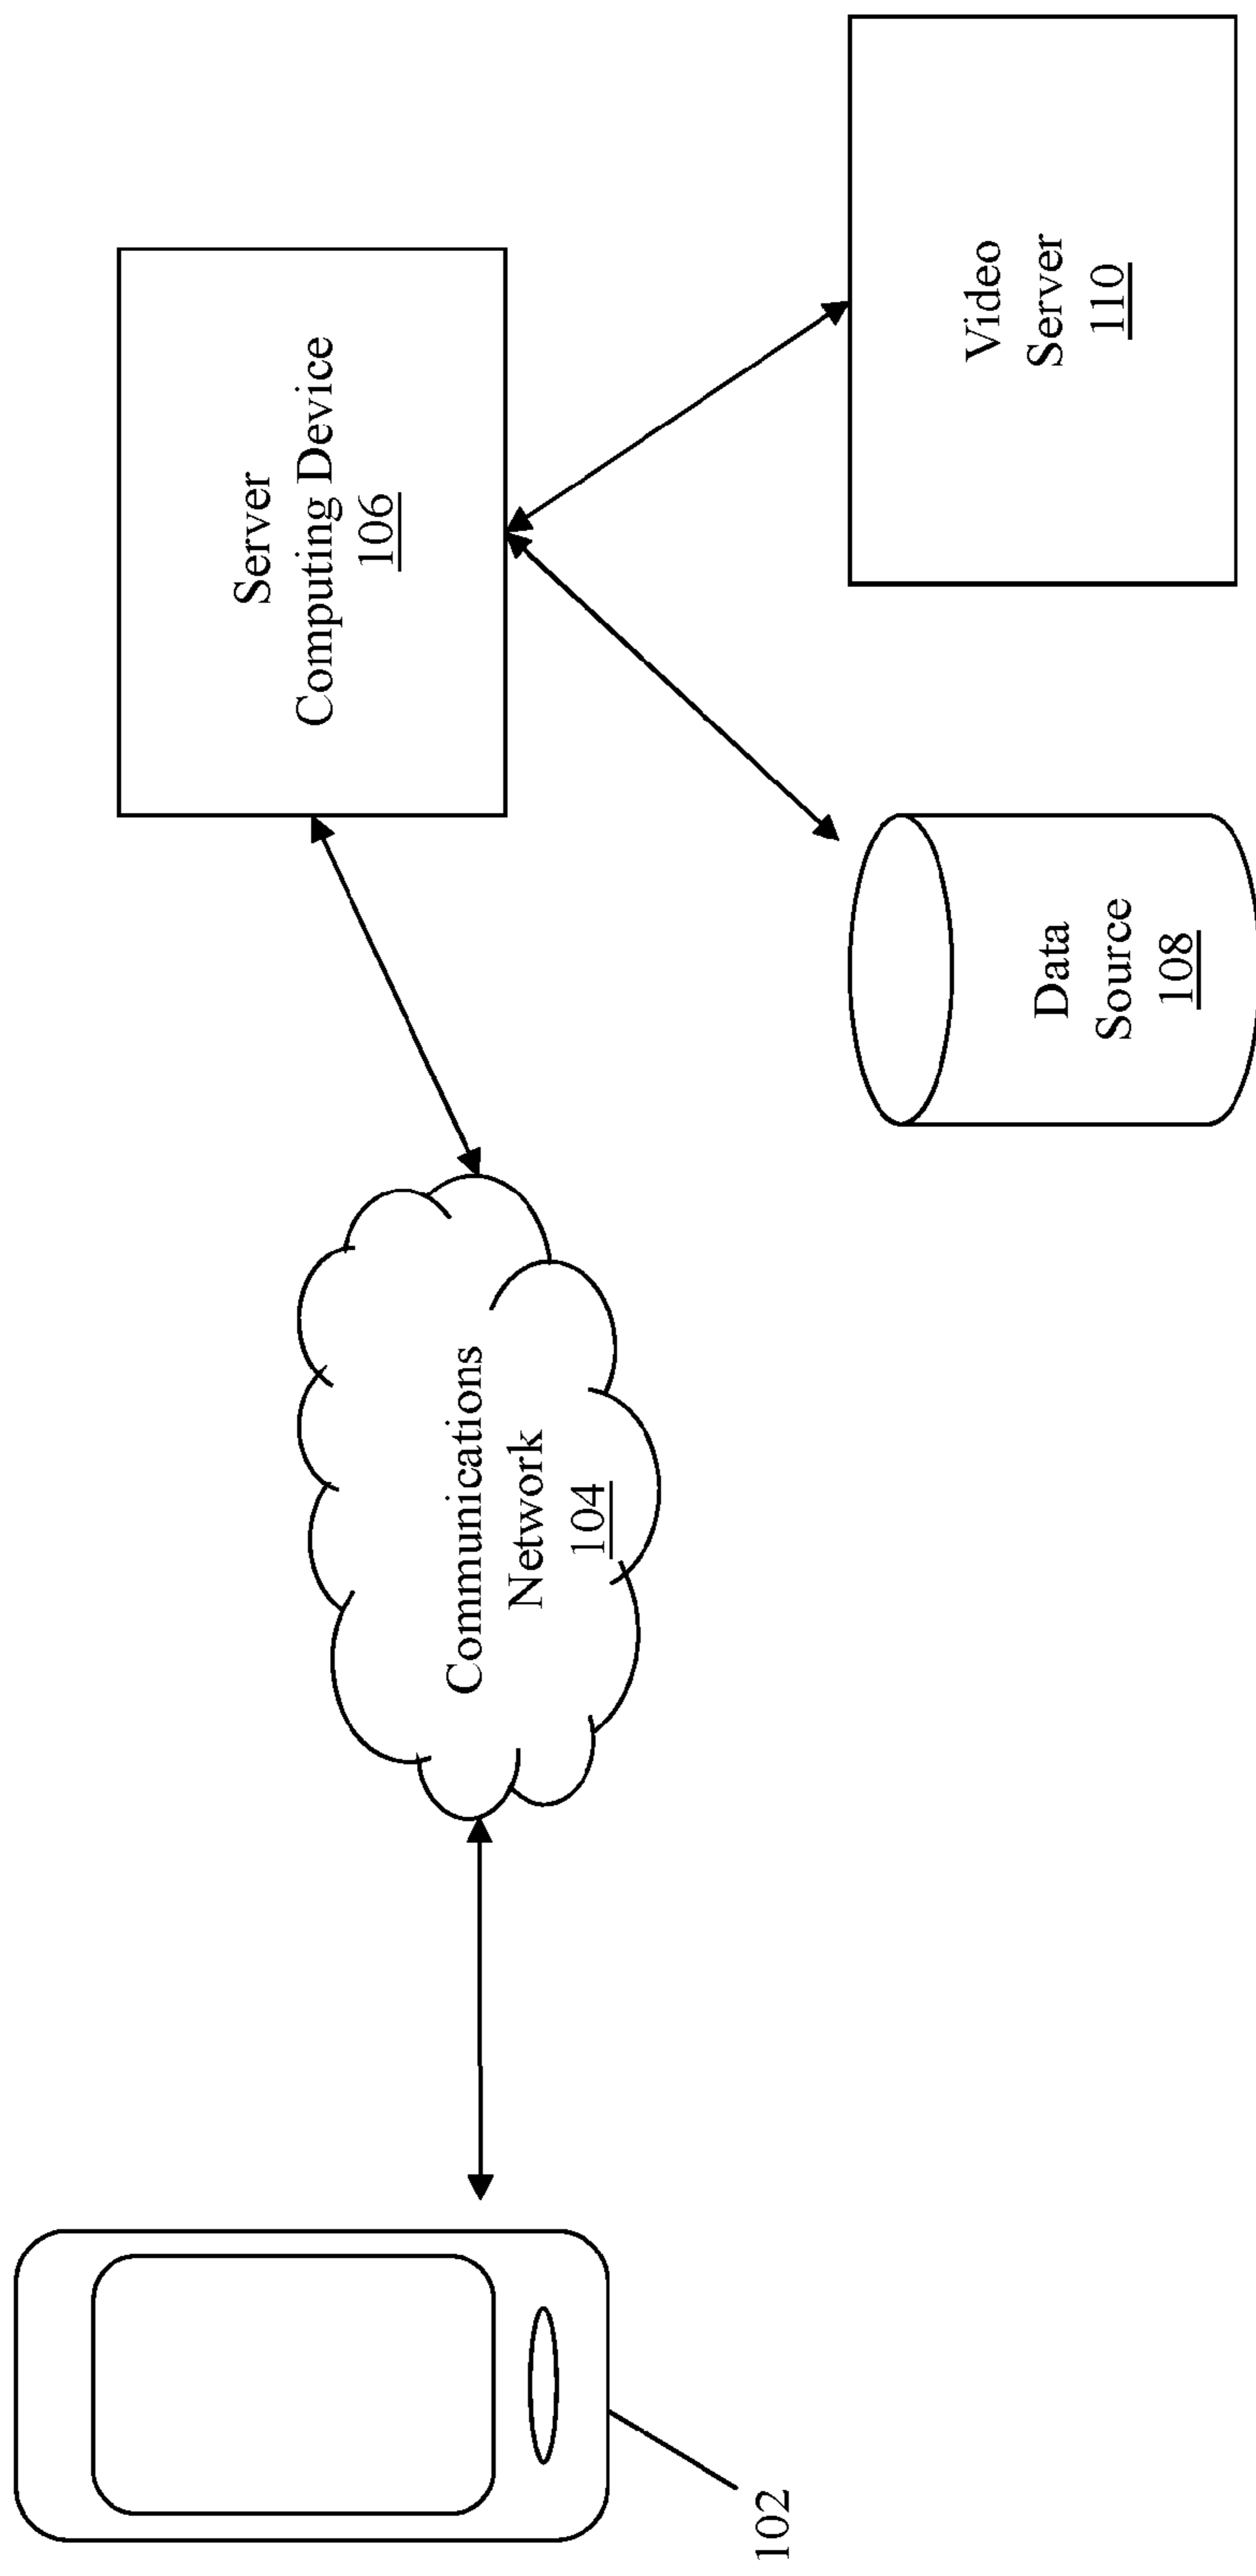 102
Communications
Network
104
Server
Computing Device
106
Data
Source
108
Video
Server
110